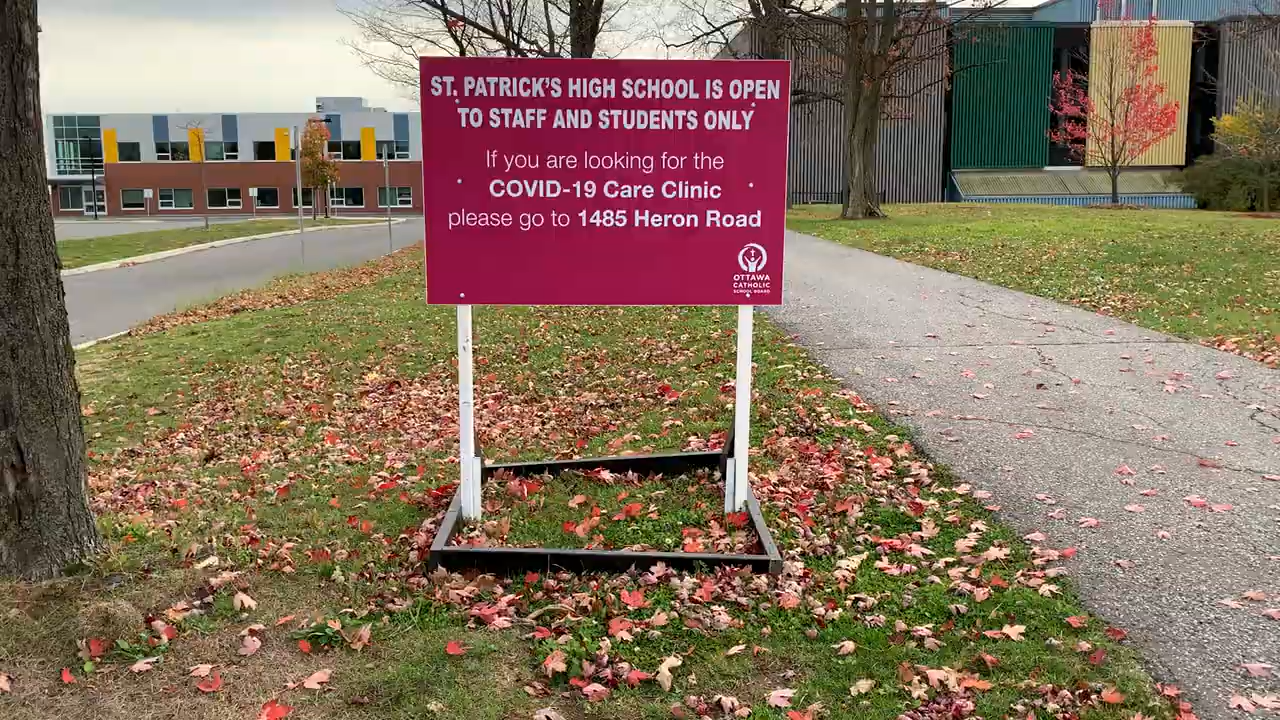 ST. PATRICK'S HIGH SCHOOL IS OPEN
TO STAFF AND STUDENTS ONLY
If you are looking for the
COVID-19 Care Clinic
please go to 1485 Heron Road
OTTAWA
CATHOLIC
SCHOOL BOARD